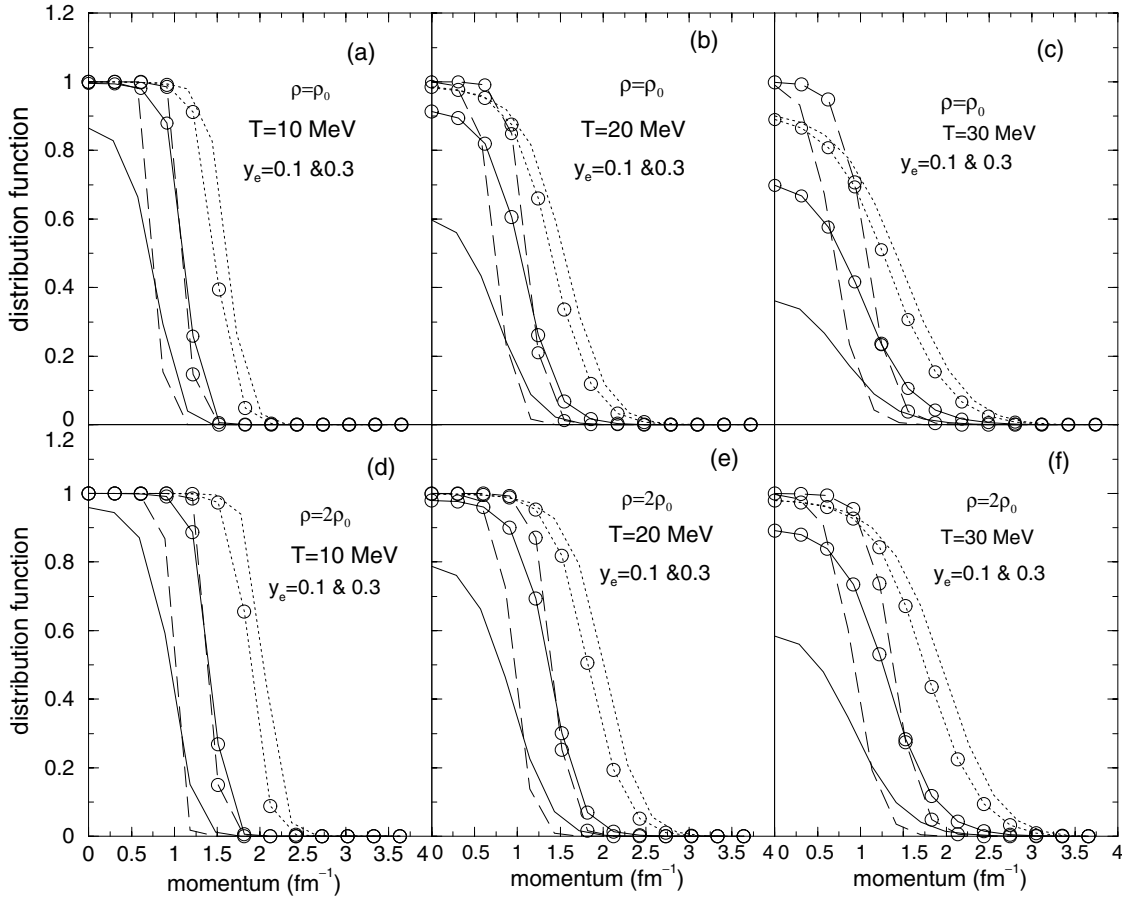 1.2
1
0.8
0.6
0.4
0.2
0
distribution function
(a)
ρ=ρ₀
T=10 MeV
yₑ=0.1 &0.3
(b)
ρ=ρ₀
T=20 MeV
yₑ=0.1 &0.3
(c)
ρ=ρ₀
T=30 MeV
yₑ=0.1 & 0.3
1.2
1
0.8
0.6
0.4
0.2
0
distribution function
(d)
ρ=2ρ₀
T=10 MeV
yₑ=0.1 & 0.3
(e)
ρ=2ρ₀
T=20 MeV
yₑ=0.1 &0.3
(f)
ρ=2ρ₀
T=30 MeV
yₑ=0.1 & 0.3
0 0.5 1 1.5 2 2.5 3 3.5 4 0.5 1 1.5 2 2.5 3 3.5 4 0.5 1 1.5 2 2.5 3 3.5 4
momentum (fm⁻¹) momentum (fm⁻¹) momentum (fm⁻¹)